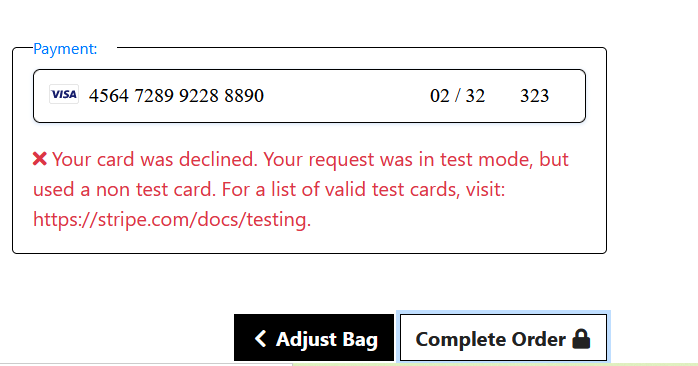 Payment:
VISA 4564 7289 9228 8890 02 / 32 323
Your card was declined. Your request was in test mode, but
used a non test card. For a list of valid test cards, visit:
https://stripe.com/docs/testing.
Adjust Bag Complete Order